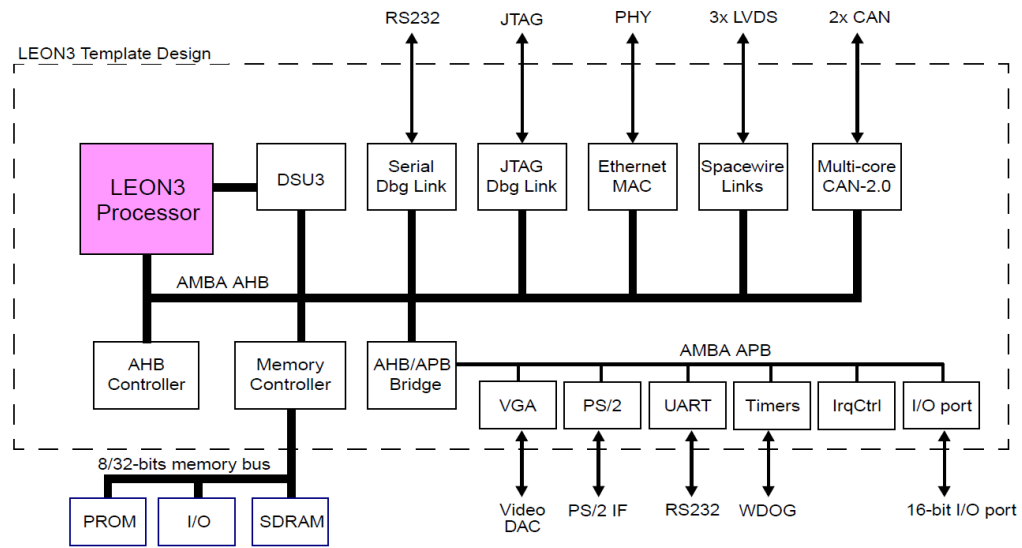 RS232
JTAG
PHY
3x LVDS
2x CAN
LEON3 Template Design
LEON3
Processor
DSU3
Serial
Dbg Link
JTAG
Dbg Link
Ethernet
MAC
Spacewire
Links
Multi-core
CAN-2.0
AMBA AHB
AHB
Controller
Memory
Controller
AHB/APB
Bridge
AMBA APB
VGA
PS/2
UART
Timers
IrqCtrl
I/O port
8/32-bits memory bus
PROM
I/O
SDRAM
Video
DAC
PS/2 IF
RS232
WDOG
16-bit I/O port